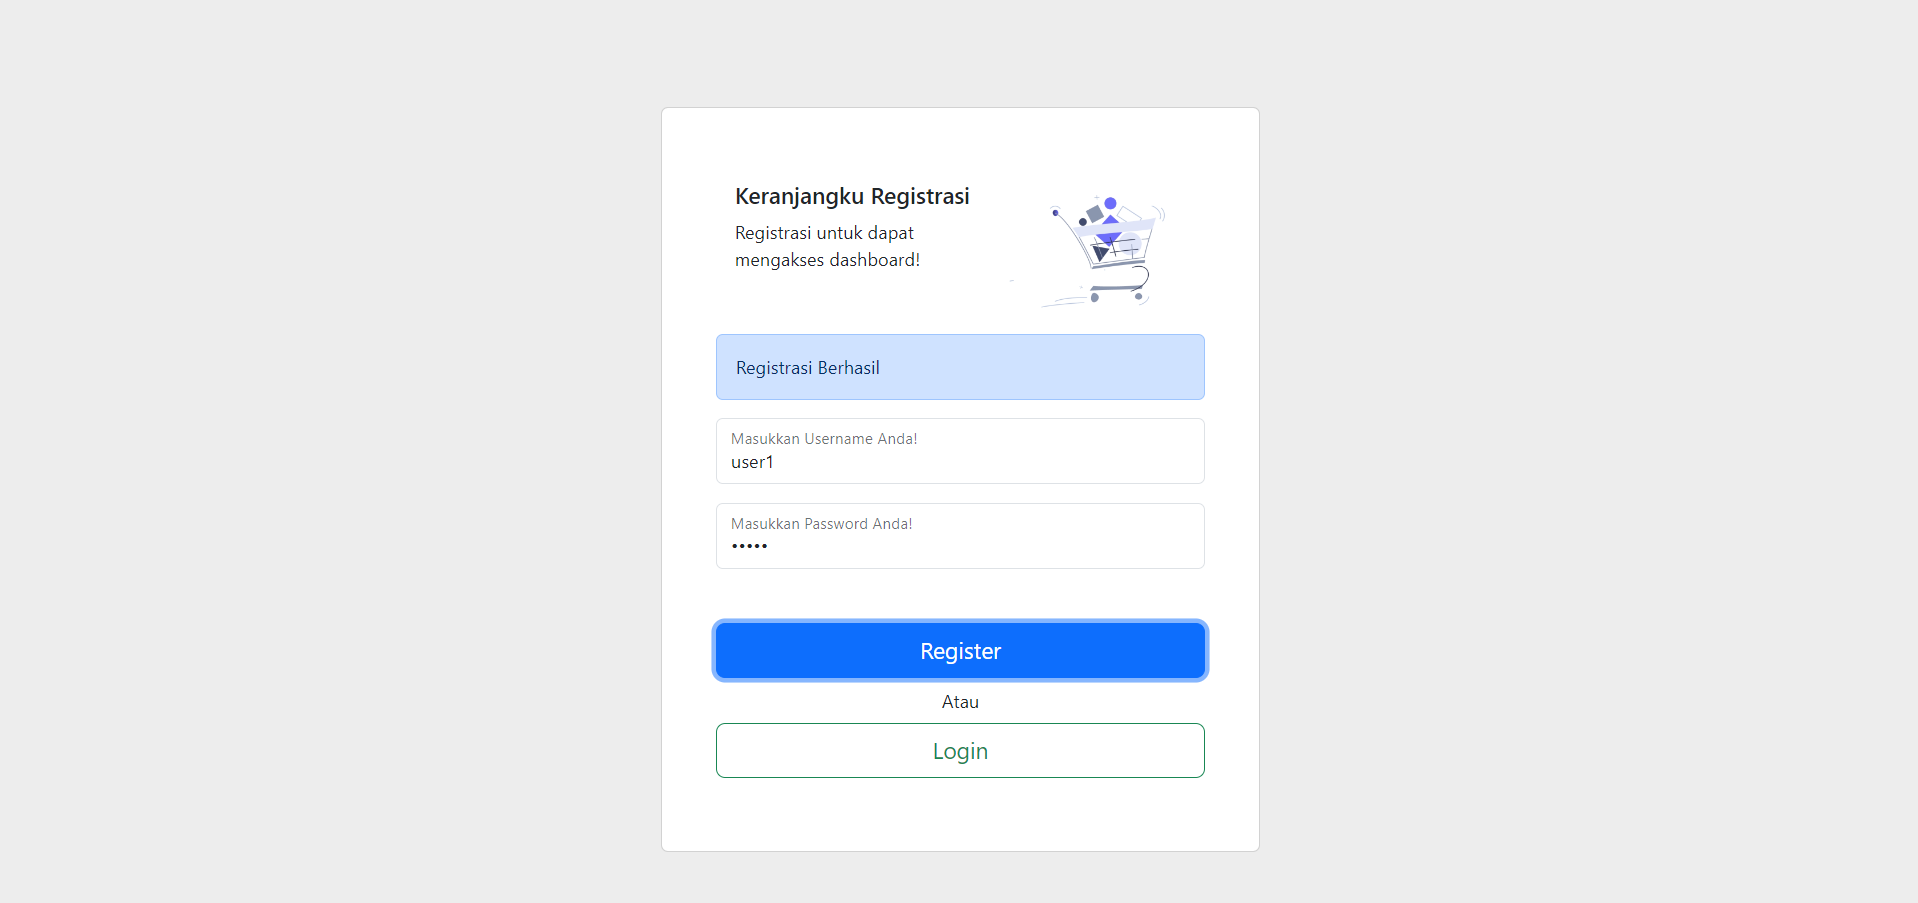 Keranjangku Registrasi
Registrasi untuk dapat
mengakses dashboard!
Registrasi Berhasil
Masukkan Username Anda!
user1
Masukkan Password Anda!
•••••
Register
Atau
Login